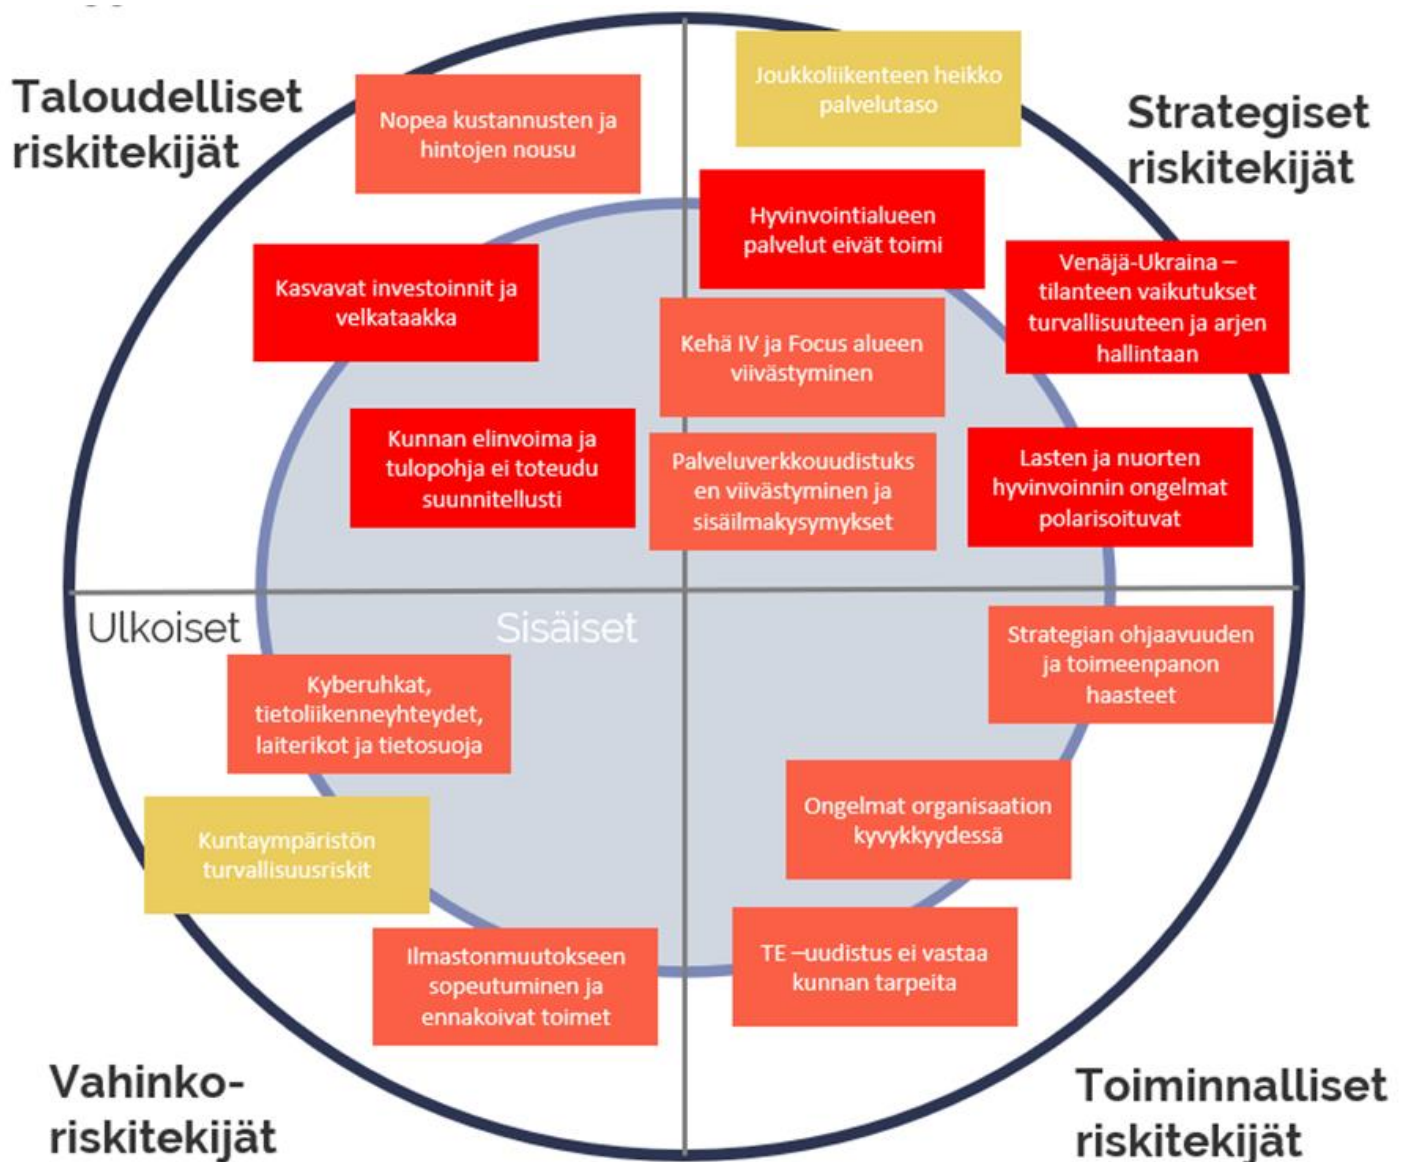 Taloudelliset
riskitekijät
Nopea kustannusten ja
hintojen nousu
Joukkoliikenteen heikko
palvelutaso
Strategiset
riskitekijät
Hyvinvointialueen
palvelut eivät toimi
Venäjä-Ukraina –
tilanteen vaikutukset
turvallisuuteen ja arjen
hallintaan
Kasvavat investoinnit ja
velkataakka
Kehä IV ja Focus alueen
viivästyminen
Kunnan elinvoima ja
tulopohja ei toteudu
suunnitellusti
Palveluverkkouudistuks
en viivästyminen ja
sisäilmakysymykset
Lasten ja nuorten
hyvinvoinnin ongelmat
polarisoituvat
Ulkoiset
Sisäiset
Strategian ohjaavuuden
ja toimeenpanon
haasteet
Kyberuhkat,
tietoliikenneyhteydet,
laiterikot ja tietosuoja
Ongelmat organisaation
kyvykkyydessä
Kuntaympäristön
turvallisuusriskit
Ilmastonmuutokseen
sopeutuminen ja
ennakoivat toimet
TE –uudistus ei vastaa
kunnan tarpeita
Vahinko-
riskitekijät
Toiminnalliset
riskitekijät